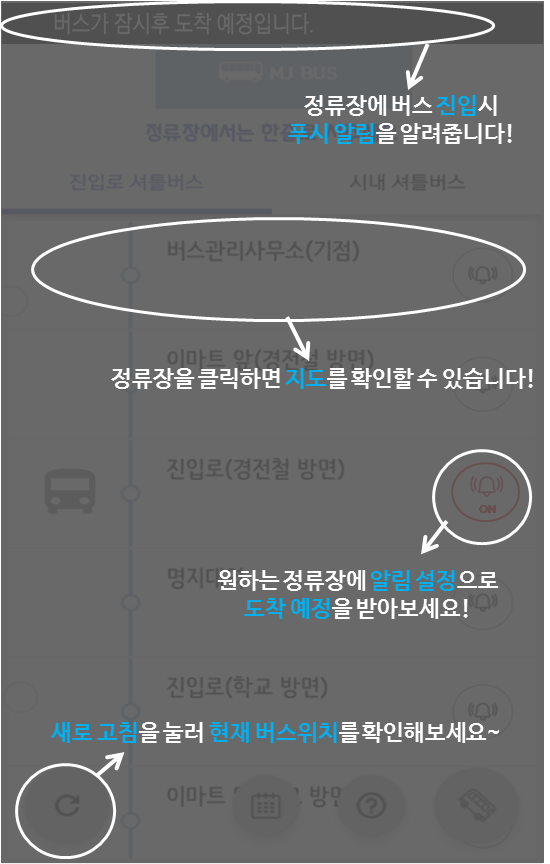 버스가 잠시후 도착 예정입니다.
MJ BUS
정류장에 버스 진입시
푸시 알림을 알려줍니다!
정류장에서는 한
진입로 셔틀버스
시내 셔틀버스
버스관리사무소(기점)
이마트 앞(경전철 방면)
정류장을 클릭하면 지도를 확인할 수 있습니다!
진입로(경전철 방면)
ON
명지대
원하는 정류장에 알림 설정으로
도착 예정을 받아보세요!
진입로(학교 방면)
새로 고침을 눌러 현재 버스위치를 확인해보세요~
이마트 방면